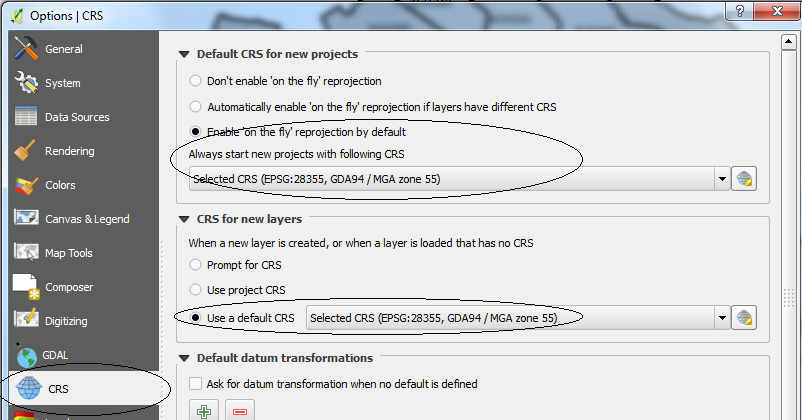 Options | CRS
General
System
Data Sources
Rendering
Colors
Canvas & Legend
Map Tools
Composer
Digitizing
GDAL
CRS
Default CRS for new projects
Don't enable 'on the fly' reprojection
Automatically enable 'on the fly' reprojection if layers have different CRS
Enable 'on the fly' reprojection by default
Always start new projects with following CRS
Selected CRS (EPSG:28355, GDA94 / MGA zone 55)
CRS for new layers
When a new layer is created, or when a layer is loaded that has no CRS
Prompt for CRS
Use project CRS
Use a default CRS
Selected CRS (EPSG:28355, GDA94 / MGA zone 55)
Default datum transformations
Ask for datum transformation when no default is defined